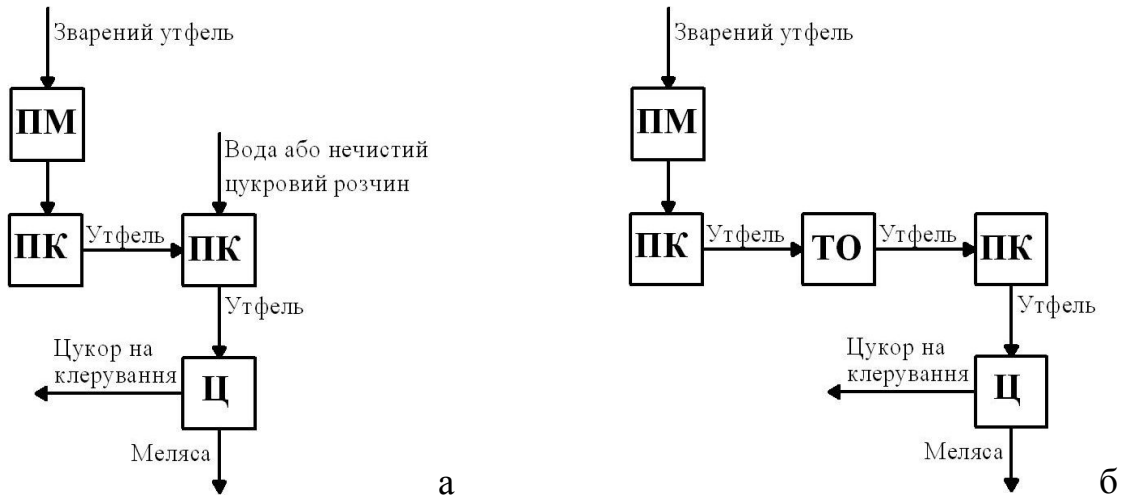 Зварений утфель
ПМ
Вода або нечистий
цукровий розчин
ПК
Утфель
ПК
Утфель
Цукор на
клерування
Ц
Меляса
а
Зварений утфель
ПМ
ПК
Утфель
ТО
Утфель
ПК
Утфель
Цукор на
клерування
Ц
Меляса
б